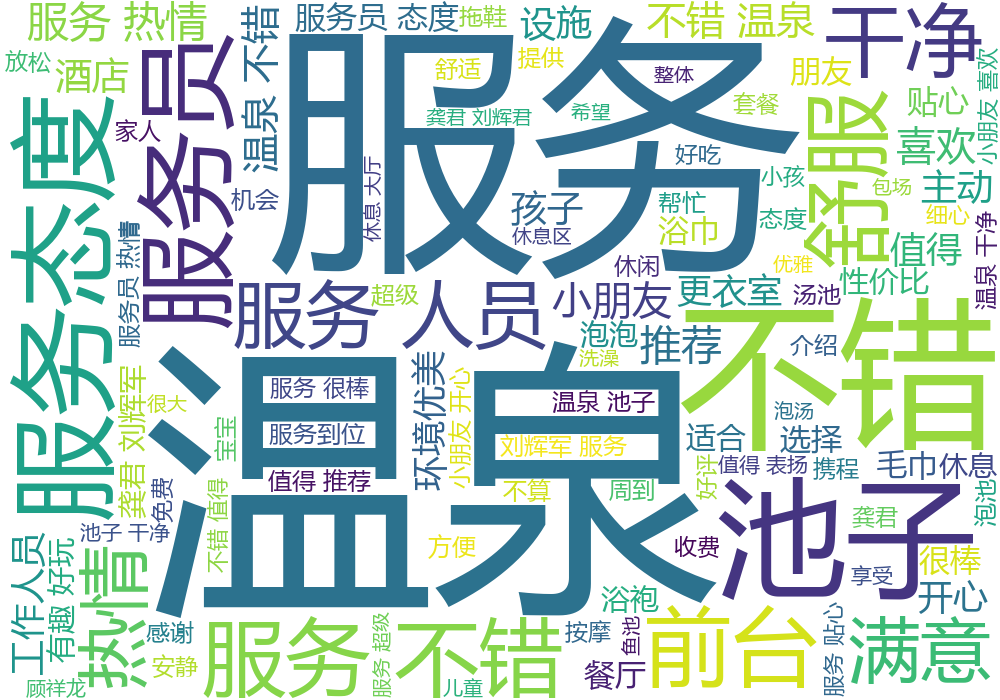 服务 热情
服务员 态度
拖鞋
设施
不错 温泉
干净
放松
酒店
温泉 不错
服务
舒适
提供
整体
朋友
小朋友 喜欢
服务态度
服务员
家人
龚君 刘辉君
希望
套餐
贴心
舒服
喜欢
机会
休息 大厅
好吃
小孩
包场
主动
孩子
帮忙
态度
细心
休息区
浴巾
值得
温泉 干净
服务员 热情
休闲
优雅
超级
小朋友
更衣室
汤池
性价比
服务 人员
泡泡
推荐
介绍
不错
温泉
洗澡
环境优美
小朋友 开心
服务 很棒
温泉 池子
龚君 刘辉军
很大
宝宝
服务到位
泡汤
刘辉军 服务
适合
选择
值得 推荐
好评
值得 表扬
携程
毛巾休息
不算
周到
池子
泡池
免费
不错 值得
龚君
池子 干净
方便
收费
很棒
工作人员
有趣 好玩
热情
享受
浴袍
开心
感谢
服务 不错
服务 超级
按摩
鱼池
前台
服务 贴心
满意
安静
餐厅
顾祥龙
儿童